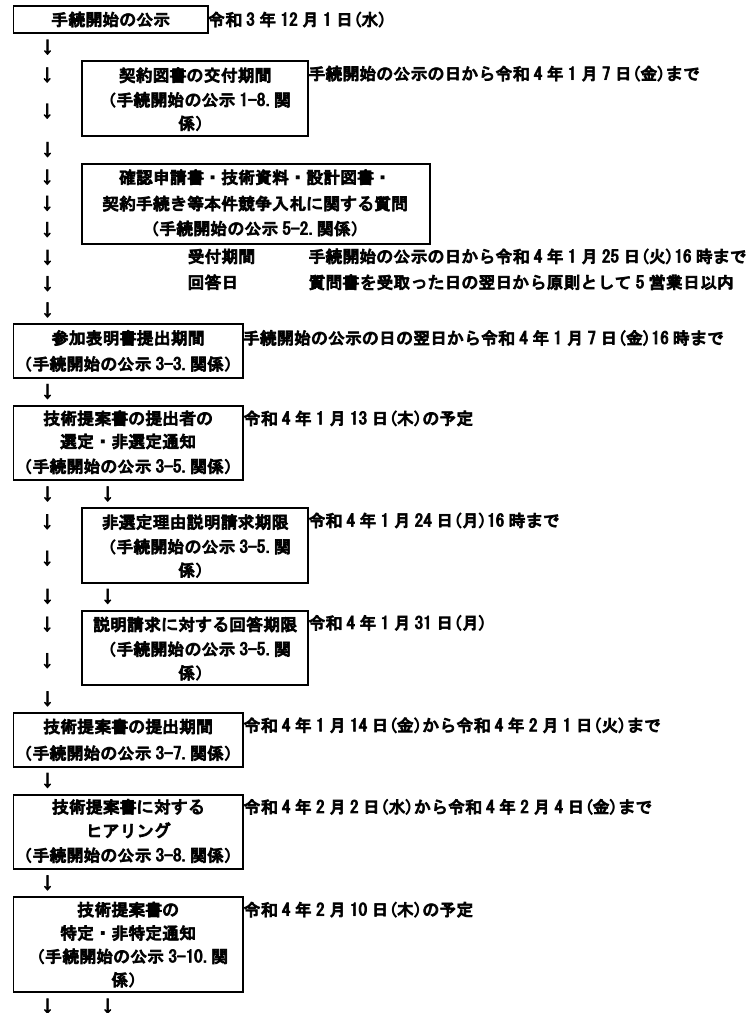 手続開始の公示 令和3年12月1日(水)
↓
↓ 契約図書の交付期間 手続開始の公示の日から令和4年1月7日(金)まで
↓ (手続開始の公示1-8.関
係)
↓
↓ 確認申請書・技術資料・設計図書・
↓ 契約手続き等本件競争入札に関する質問
↓ (手続開始の公示5-2.関係)
↓ 受付期間 手続開始の公示の日から令和4年1月25日(火)16時まで
↓ 回答日 質問書を受取った日の翌日から原則として5営業日以内
↓
参加表明書提出期間 手続開始の公示の日の翌日から令和4年1月7日(金)16時まで
(手続開始の公示3-3.関係)
↓
技術提案書の提出者の 令和4年1月13日(木)の予定
選定・非選定通知
(手続開始の公示3-5.関係)
↓ ↓
↓ 非選定理由説明請求期限 令和4年1月24日(月)16時まで
↓ (手続開始の公示3-5.関
係)
↓ ↓
↓ 説明請求に対する回答期限 令和4年1月31日(月)
↓ (手続開始の公示3-5.関
係)
↓
技術提案書の提出期間 令和4年1月14日(金)から令和4年2月1日(火)まで
(手続開始の公示3-7.関係)
↓
技術提案書に対する 令和4年2月2日(水)から令和4年2月4日(金)まで
ヒアリング
(手続開始の公示3-8.関係)
↓
技術提案書の 令和4年2月10日(木)の予定
特定・非特定通知
(手続開始の公示3-10.関
係)
↓ ↓